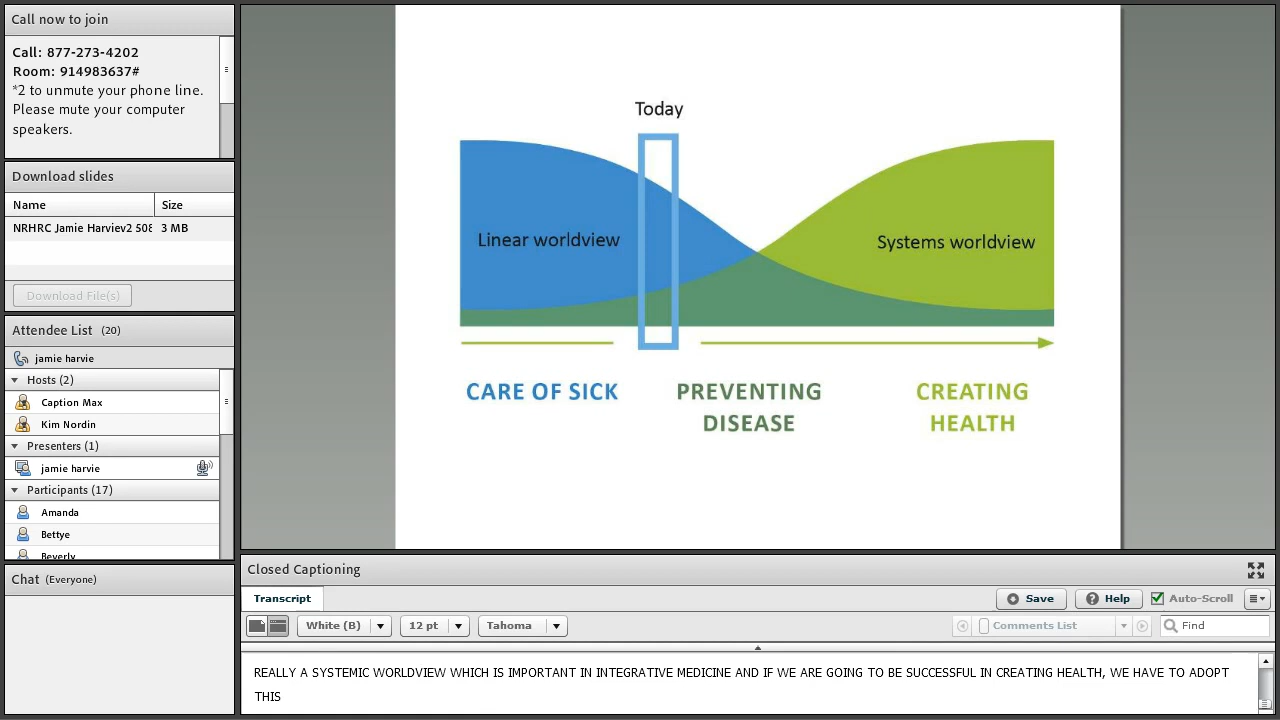 Call now to join
Call: 877-273-4202
Room: 914983637#
*2 to unmute your phone line.
Please mute your computer
speakers.
Download slides
Name Size
NRHRC Jamie Harviev2 508 3 MB
Download File(s)
Attendee List (20)
jamie harvie
Hosts (2)
Caption Max
Kim Nordin
Presenters (1)
jamie harvie
Participants (17)
Amanda
Bettye
Beverly
Chat (Everyone)
Today
Linear worldview
Systems worldview
CARE OF SICK
PREVENTING
DISEASE
CREATING
HEALTH
Closed Captioning
Transcript
Save Help Auto-Scroll
White (B) 12 pt Tahoma Comments List Find
REALLY A SYSTEMIC WORLDVIEW WHICH IS IMPORTANT IN INTEGRATIVE MEDICINE AND IF WE ARE GOING TO BE SUCCESSFUL IN CREATING HEALTH, WE HAVE TO ADOPT
THIS